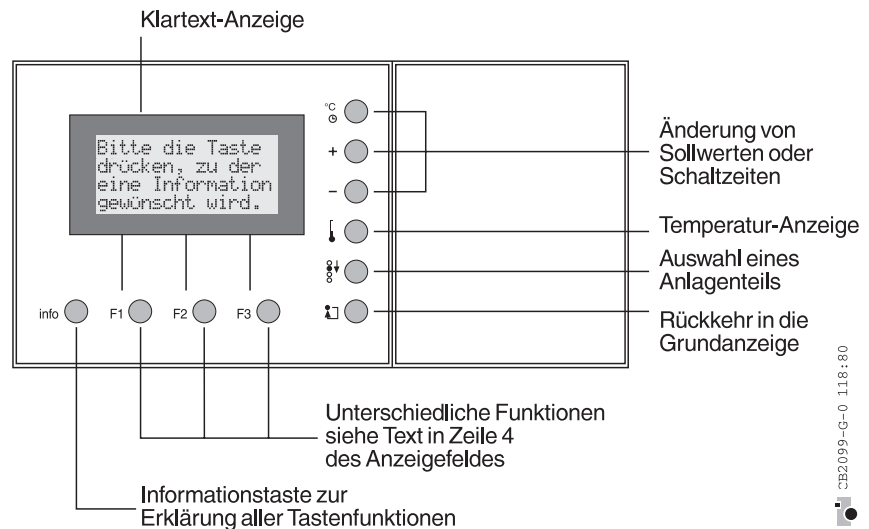 Klartext-Anzeige
°C
Bitte die Taste
drücken, zu der
eine Information
gewünscht wird.
+
−
info
F1
F2
F3
Änderung von
Sollwerten oder
Schaltzeiten
Temperatur-Anzeige
Auswahl eines
Anlagenteils
Rückkehr in die
Grundanzeige
Unterschiedliche Funktionen
siehe Text in Zeile 4
des Anzeigefeldes
Informationstaste zur
Erklärung aller Tastenfunktionen
CB2099-G-0 118:80